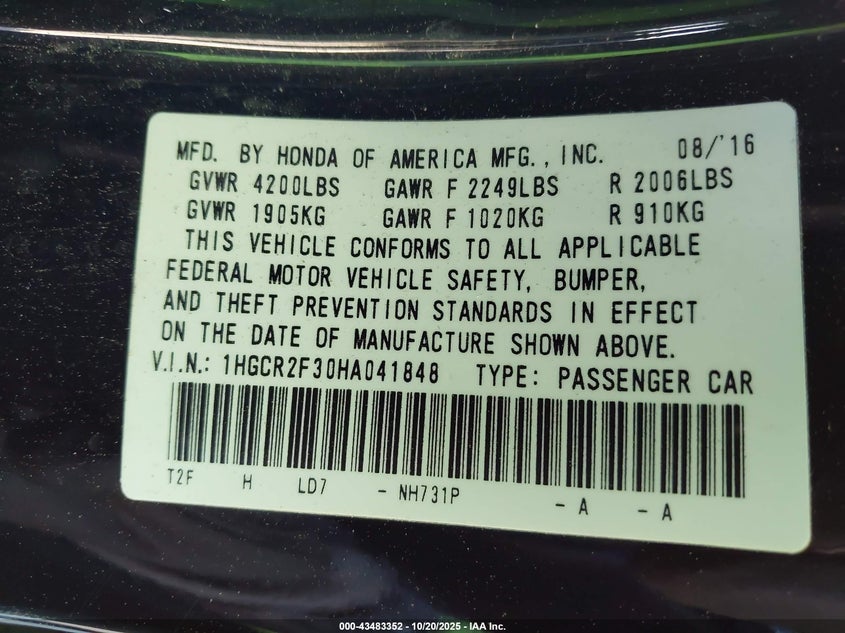 MFD. BY HONDA OF AMERICA MFG., INC. 08/'16
GVWR 4200LBS GAWR F 2249LBS R 2006LBS
GVWR 1905KG GAWR F 1020KG R 910KG
THIS VEHICLE CONFORMS TO ALL APPLICABLE
FEDERAL MOTOR VEHICLE SAFETY, BUMPER,
AND THEFT PREVENTION STANDARDS IN EFFECT
ON THE DATE OF MANUFACTURE SHOWN ABOVE.
V.I.N.: 1HGCR2F30HA041848 TYPE: PASSENGER CAR
T2F H LD7 - NH731P - A - A
000-43483352 - 10/20/2025 - IAA Inc.